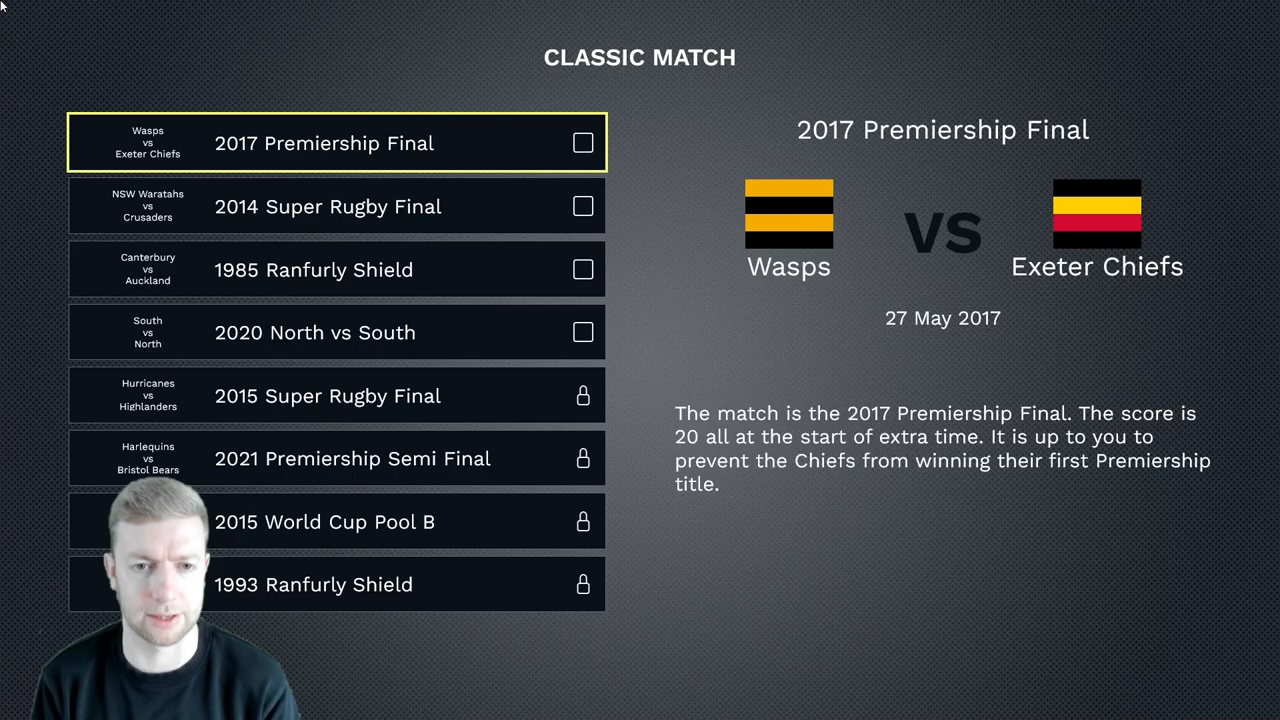 CLASSIC MATCH
Wasps
vs
Exeter Chiefs
2017 Premiership Final
NSW Waratahs
vs
Crusaders
2014 Super Rugby Final
Canterbury
vs
Auckland
1985 Ranfurly Shield
South
vs
North
2020 North vs South
Hurricanes
vs
Highlanders
2015 Super Rugby Final
Harlequins
vs
Bristol Bears
2021 Premiership Semi Final
2015 World Cup Pool B
1993 Ranfurly Shield
2017 Premiership Final
VS
Wasps
Exeter Chiefs
27 May 2017
The match is the 2017 Premiership Final. The score is
20 all at the start of extra time. It is up to you to
prevent the Chiefs from winning their first Premiership
title.